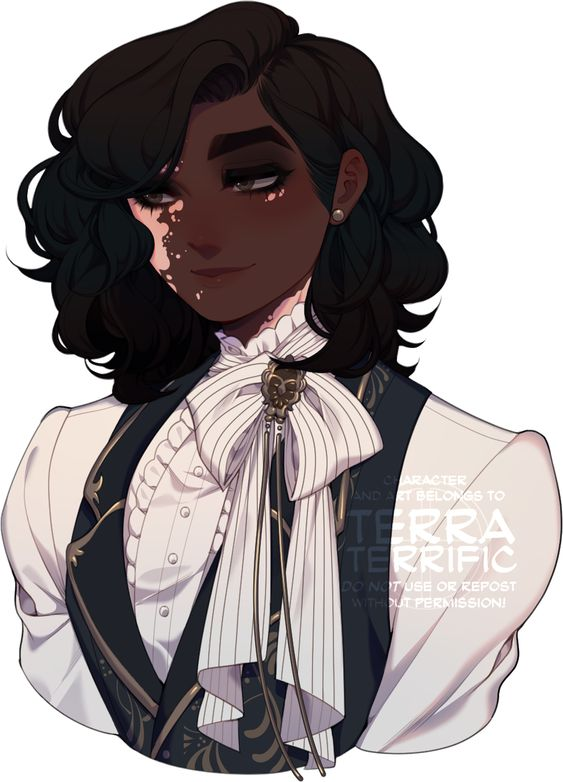 CHARACTER
AND ART BELONGS TO
TERRA
TERRIFIC
DO NOT USE OR REPOST
WITHOUT PERMISSION!